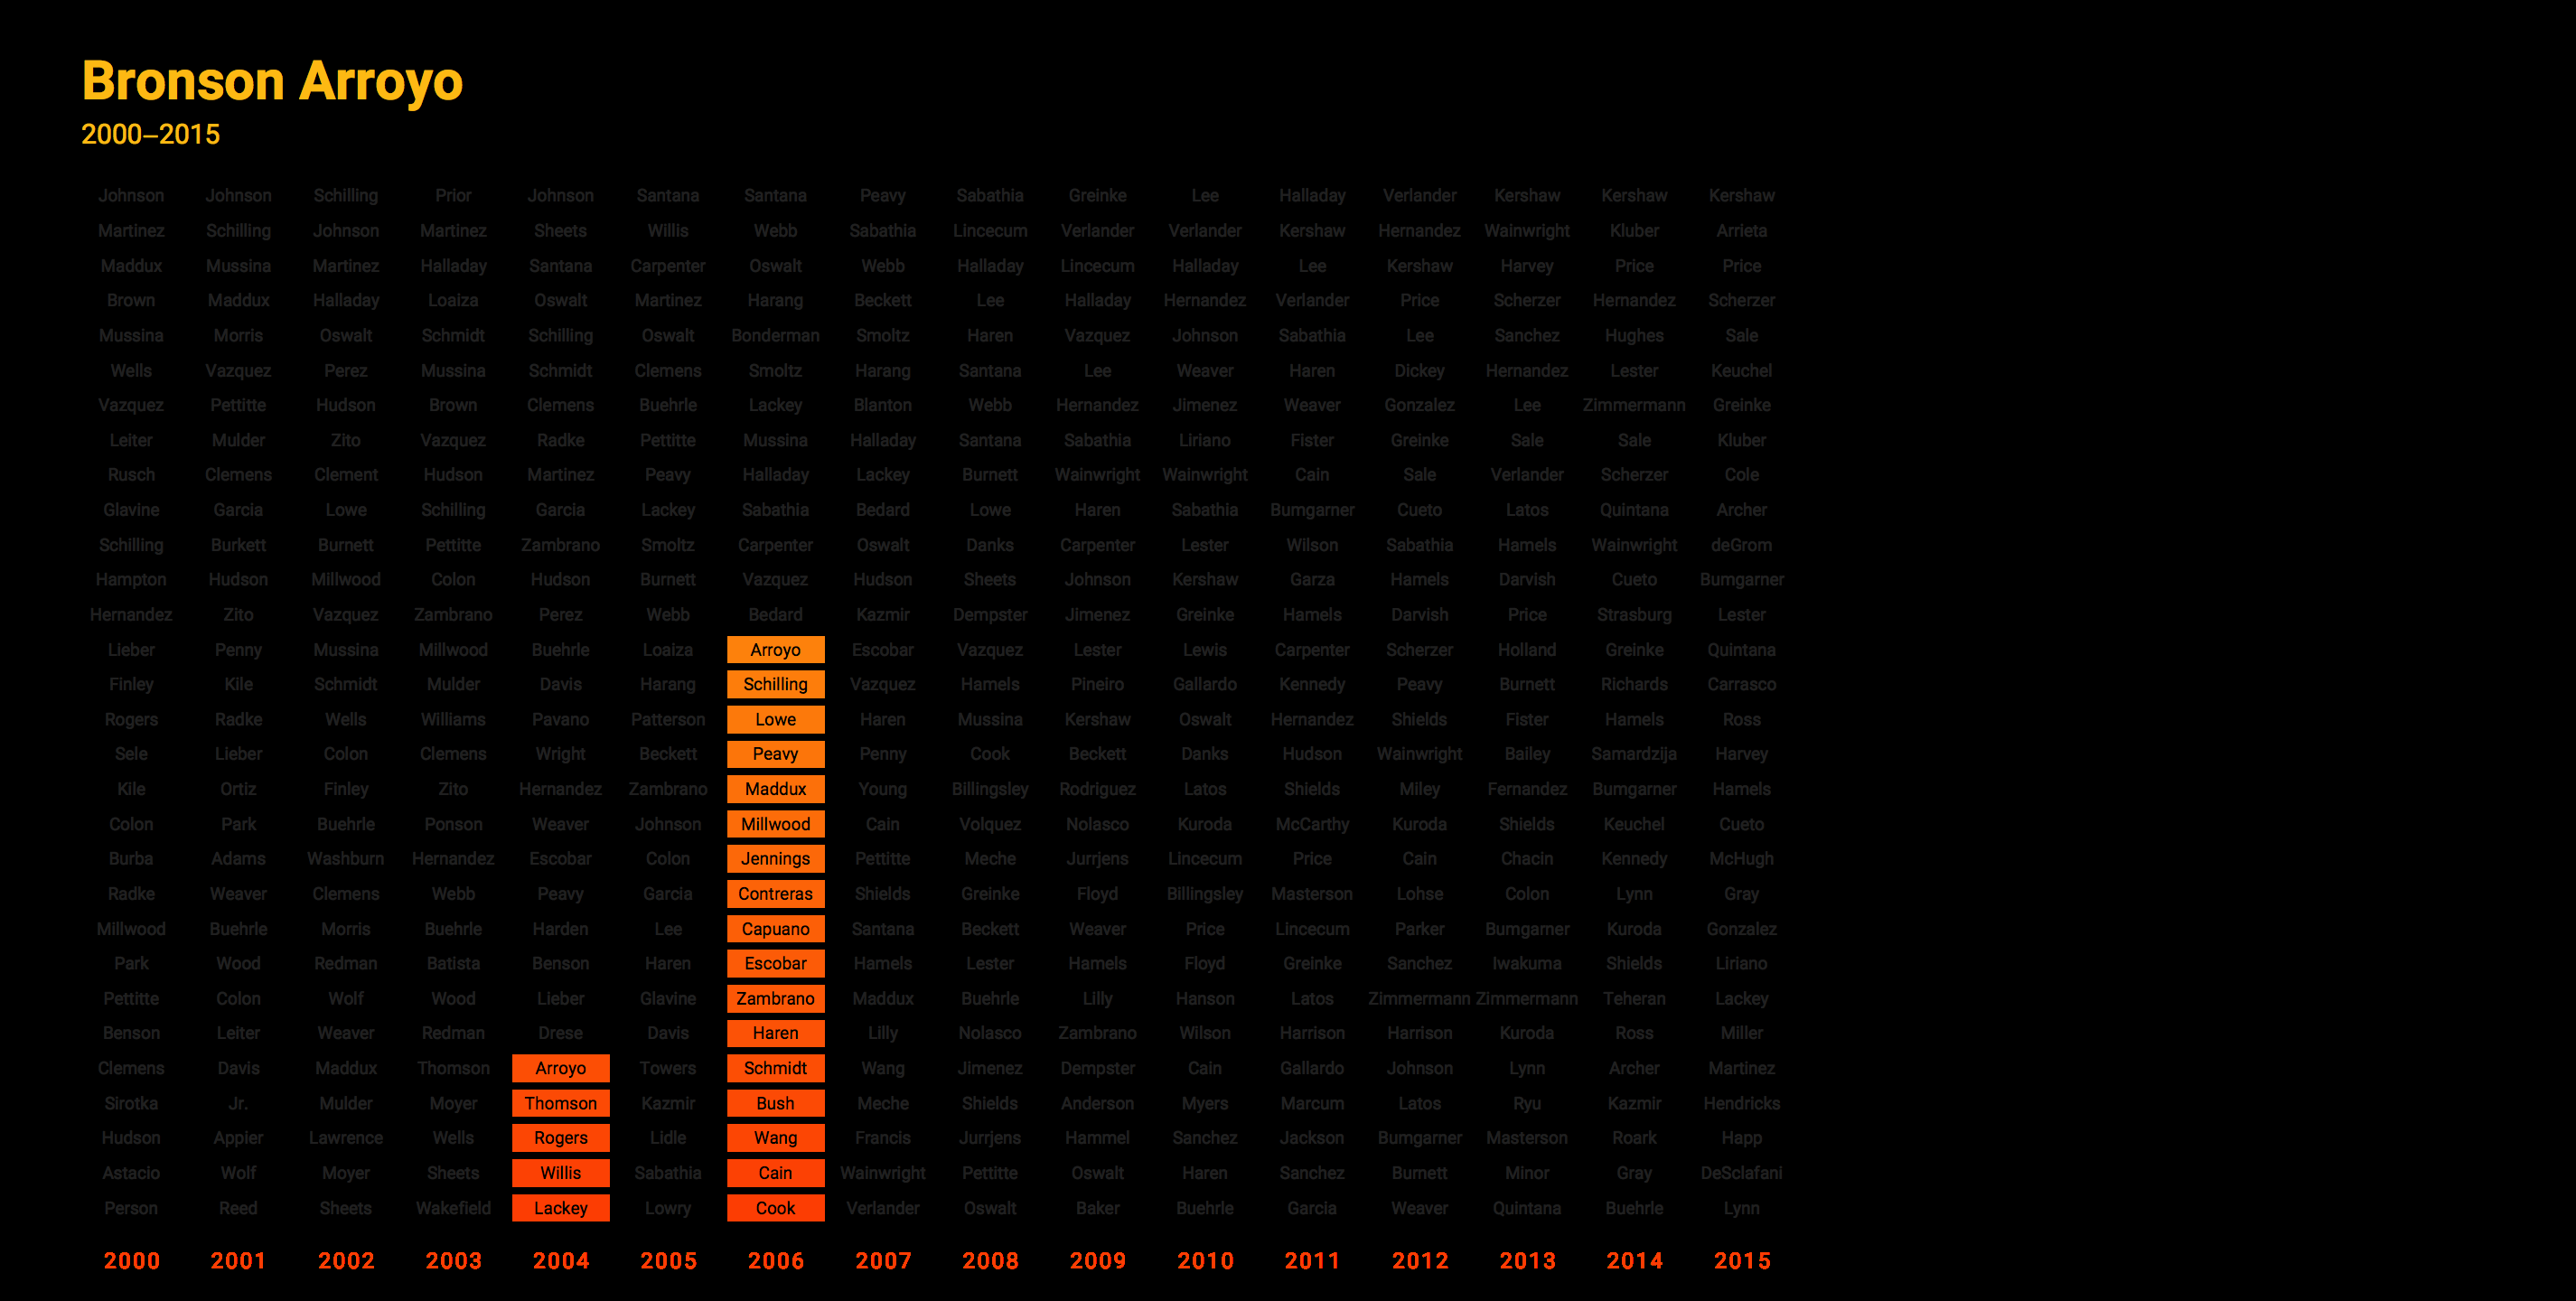 Bronson Arroyo
2000–2015
Johnson Johnson Schilling Prior Johnson Santana Santana Peavy Sabathia Greinke Lee Halladay Verlander Kershaw Kershaw Kershaw
Martinez Schilling Johnson Martinez Sheets Willis Webb Sabathia Lincecum Verlander Verlander Kershaw Hernandez Wainwright Kluber Arrieta
Maddux Mussina Martinez Halladay Santana Carpenter Oswalt Webb Halladay Lincecum Halladay Lee Kershaw Harvey Price Price
Brown Maddux Halladay Loaiza Oswalt Martinez Harang Beckett Lee Halladay Hernandez Verlander Price Scherzer Hernandez Scherzer
Mussina Morris Oswalt Schmidt Schilling Oswalt Bonderman Smoltz Haren Vazquez Johnson Sabathia Lee Sanchez Hughes Sale
Wells Vazquez Perez Mussina Schmidt Clemens Smoltz Harang Santana Lee Weaver Haren Dickey Hernandez Lester Keuchel
Vazquez Pettitte Hudson Brown Clemens Buehrle Lackey Blanton Webb Hernandez Jimenez Weaver Gonzalez Lee Zimmermann Greinke
Leiter Mulder Zito Vazquez Radke Pettitte Mussina Halladay Santana Sabathia Liriano Fister Greinke Sale Sale Kluber
Rusch Clemens Clement Hudson Martinez Peavy Halladay Lackey Burnett Wainwright Wainwright Cain Sale Verlander Scherzer Cole
Glavine Garcia Lowe Schilling Garcia Lackey Sabathia Bedard Lowe Haren Sabathia Bumgarner Cueto Latos Quintana Archer
Schilling Burkett Burnett Pettitte Zambrano Smoltz Carpenter Oswalt Danks Carpenter Lester Wilson Sabathia Hamels Wainwright deGrom
Hampton Hudson Millwood Colon Hudson Burnett Vazquez Hudson Sheets Johnson Kershaw Garza Hamels Darvish Cueto Bumgarner
Hernandez Zito Vazquez Zambrano Perez Webb Bedard Kazmir Dempster Jimenez Greinke Hamels Darvish Price Strasburg Lester
Lieber Penny Mussina Millwood Buehrle Loaiza Arroyo Escobar Vazquez Lester Lewis Carpenter Scherzer Holland Greinke Quintana
Finley Kile Schmidt Mulder Davis Harang Schilling Vazquez Hamels Pineiro Gallardo Kennedy Peavy Burnett Richards Carrasco
Rogers Radke Wells Williams Pavano Patterson Lowe Haren Mussina Kershaw Oswalt Hernandez Shields Fister Hamels Ross
Sele Lieber Colon Clemens Wright Beckett Peavy Penny Cook Beckett Danks Hudson Wainwright Bailey Samardzija Harvey
Kile Ortiz Finley Zito Hernandez Zambrano Maddux Young Billingsley Rodriguez Latos Shields Miley Fernandez Bumgarner Hamels
Colon Park Buehrle Ponson Weaver Johnson Millwood Cain Volquez Nolasco Kuroda McCarthy Kuroda Shields Keuchel Cueto
Burba Adams Washburn Hernandez Escobar Colon Jennings Pettitte Meche Jurrjens Lincecum Price Cain Chacin Kennedy McHugh
Radke Weaver Clemens Webb Peavy Garcia Contreras Shields Greinke Floyd Billingsley Masterson Lohse Colon Lynn Gray
Millwood Buehrle Morris Buehrle Harden Lee Capuano Santana Beckett Weaver Price Lincecum Parker Bumgarner Kuroda Gonzalez
Park Wood Redman Batista Benson Haren Escobar Hamels Lester Hamels Floyd Greinke Sanchez Iwakuma Shields Liriano
Pettitte Colon Wolf Wood Lieber Glavine Zambrano Maddux Buehrle Lilly Hanson Latos Zimmermann Zimmermann Teheran Lackey
Benson Leiter Weaver Redman Drese Davis Haren Lilly Nolasco Zambrano Wilson Harrison Harrison Kuroda Ross Miller
Clemens Davis Maddux Thomson Arroyo Towers Schmidt Wang Jimenez Dempster Cain Gallardo Johnson Lynn Archer Martinez
Sirotka Jr. Mulder Moyer Thomson Kazmir Bush Meche Shields Anderson Myers Marcum Latos Ryu Kazmir Hendricks
Hudson Appier Lawrence Wells Rogers Lidle Wang Francis Jurrjens Hammel Sanchez Jackson Bumgarner Masterson Roark Happ
Astacio Wolf Moyer Sheets Willis Sabathia Cain Wainwright Pettitte Oswalt Haren Sanchez Burnett Minor Gray DeSclafani
Person Reed Sheets Wakefield Lackey Lowry Cook Verlander Oswalt Baker Buehrle Garcia Weaver Quintana Buehrle Lynn
2000 2001 2002 2003 2004 2005 2006 2007 2008 2009 2010 2011 2012 2013 2014 2015